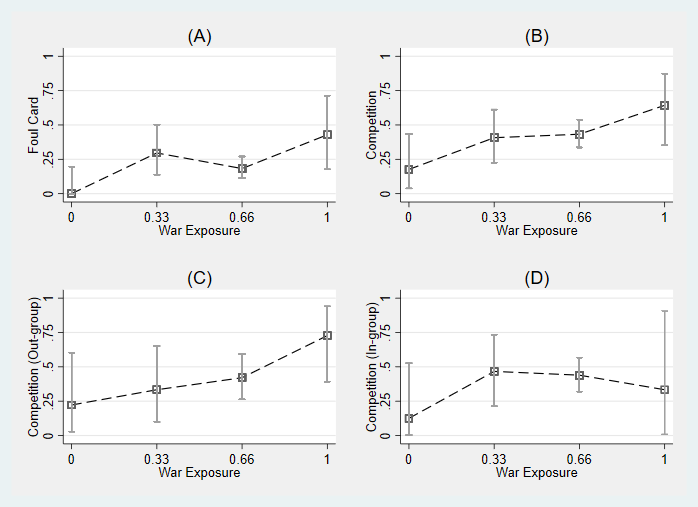 (A)
Foul Card
1
.75
.5
.25
0
0 0.33 0.66 1
War Exposure
(B)
Competition
1
.75
.5
.25
0
0 0.33 0.66 1
War Exposure
(C)
Competition (Out-group)
1
.75
.5
.25
0
0 0.33 0.66 1
War Exposure
(D)
Competition (In-group)
1
.75
.5
.25
0
0 0.33 0.66 1
War Exposure